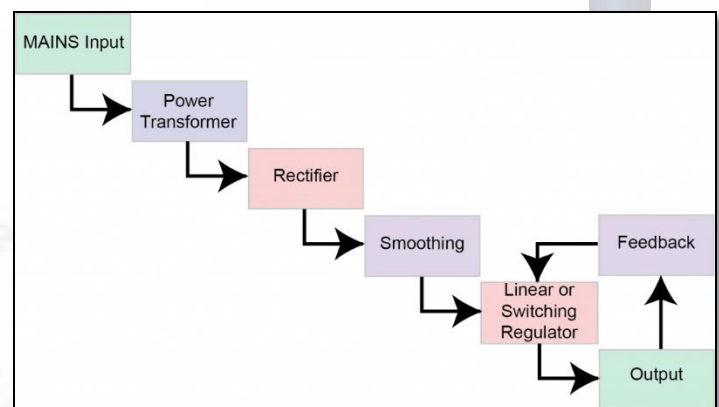 MAINS Input
Power
Transformer
Rectifier
Smoothing
Feedback
Linear or
Switching
Regulator
Output